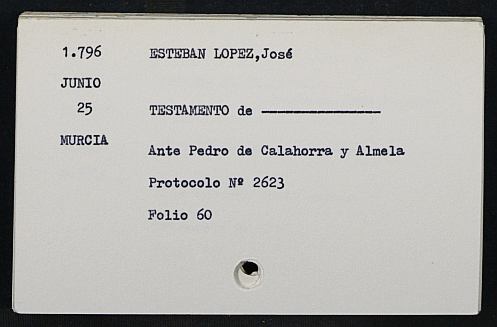 1.796 ESTEBAN LOPEZ,José
JUNIO
25 TESTAMENTO de ---------------
MURCIA
Ante Pedro de Calahorra y Almela
Protocolo Nº 2623
Folio 60